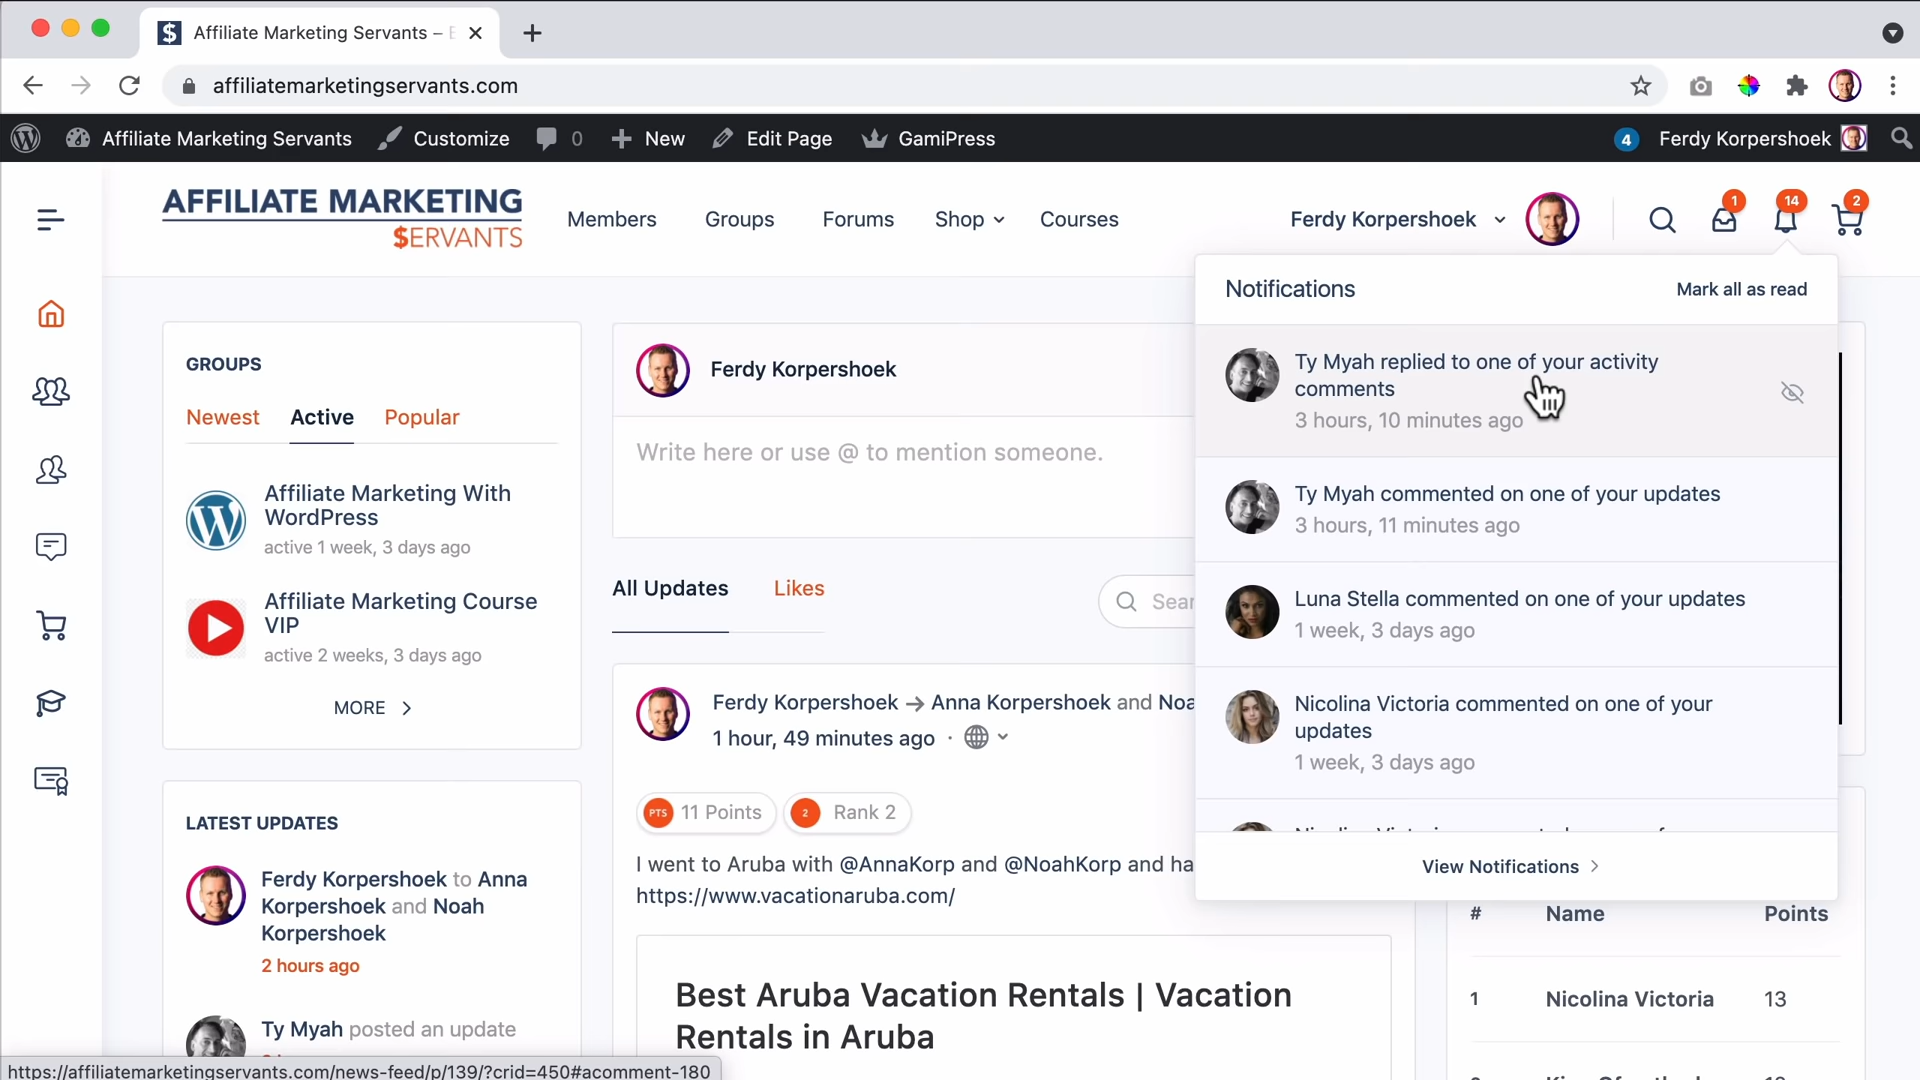 Affiliate Marketing Servants –
affiliatemarketingservants.com
Affiliate Marketing Servants Customize 0 New Edit Page GamiPress 4 Ferdy Korpershoek
AFFILIATE MARKETING
$ERVANTS
Members Groups Forums Shop Courses Ferdy Korpershoek 1 14 2
GROUPS
Newest Active Popular
Affiliate Marketing With
WordPress
active 1 week, 3 days ago
Affiliate Marketing Course
VIP
active 2 weeks, 3 days ago
MORE
LATEST UPDATES
Ferdy Korpershoek to Anna
Korpershoek and Noah
Korpershoek
2 hours ago
Ty Myah posted an update
Ferdy Korpershoek
Write here or use @ to mention someone.
All Updates Likes
Sear
Ferdy Korpershoek → Anna Korpershoek and Noa
1 hour, 49 minutes ago ·
PTS 11 Points 2 Rank 2
I went to Aruba with @AnnaKorp and @NoahKorp and ha
https://www.vacationaruba.com/
Best Aruba Vacation Rentals | Vacation
Rentals in Aruba
Notifications Mark all as read
Ty Myah replied to one of your activity
comments
3 hours, 10 minutes ago
Ty Myah commented on one of your updates
3 hours, 11 minutes ago
Luna Stella commented on one of your updates
1 week, 3 days ago
Nicolina Victoria commented on one of your
updates
1 week, 3 days ago
View Notifications
# Name Points
1 Nicolina Victoria 13
https://affiliatemarketingservants.com/news-feed/p/139/?crid=450#acomment-180